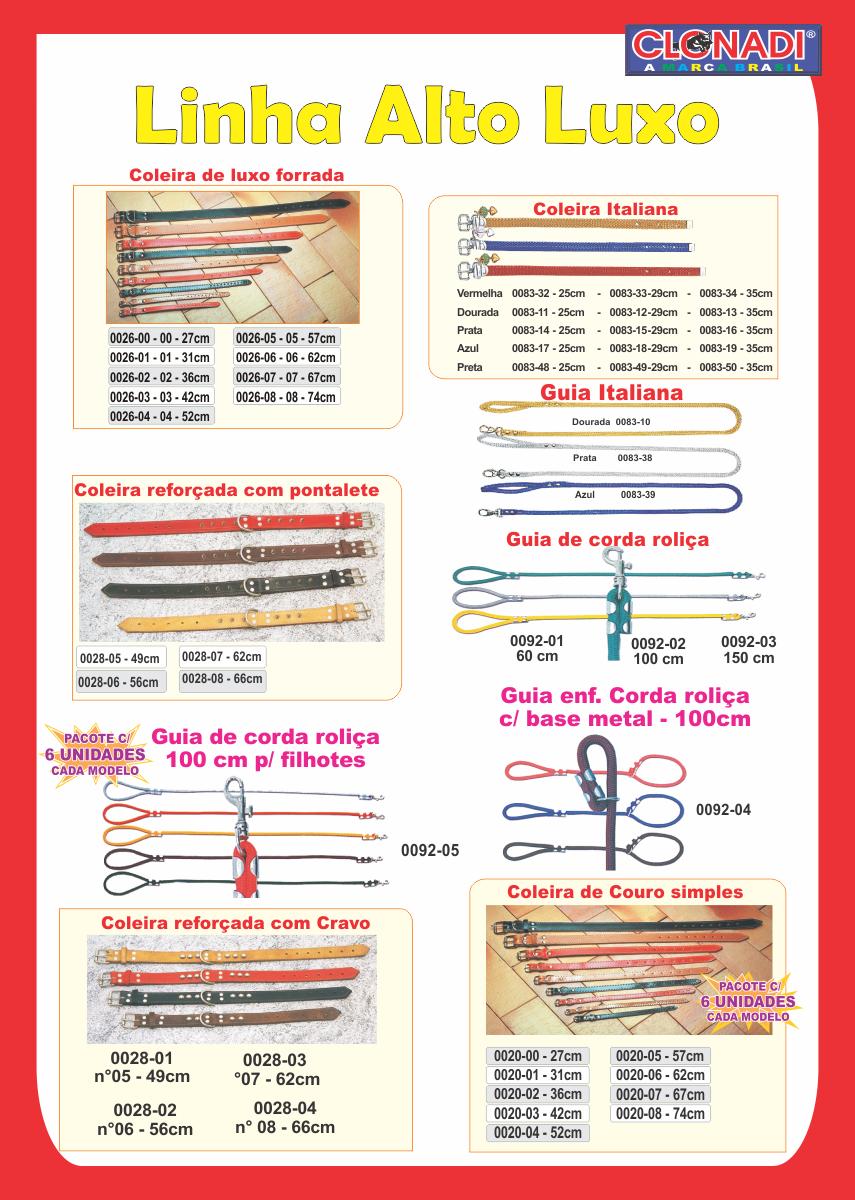 CLONADI®
A MARCA BRASIL
Linha Alto Luxo
Coleira de luxo forrada
0026-00 - 00 - 27cm
0026-01 - 01 - 31cm
0026-02 - 02 - 36cm
0026-03 - 03 - 42cm
0026-04 - 04 - 52cm
0026-05 - 05 - 57cm
0026-06 - 06 - 62cm
0026-07 - 07 - 67cm
0026-08 - 08 - 74cm
Coleira Italiana
Vermelha 0083-32 - 25cm - 0083-33-29cm - 0083-34 - 35cm
Dourada 0083-11 - 25cm - 0083-12-29cm - 0083-13 - 35cm
Prata 0083-14 - 25cm - 0083-15-29cm - 0083-16 - 35cm
Azul 0083-17 - 25cm - 0083-18-29cm - 0083-19 - 35cm
Preta 0083-48 - 25cm - 0083-49-29cm - 0083-50 - 35cm
Guia Italiana
Dourada 0083-10
Prata 0083-38
Azul 0083-39
Coleira reforçada com pontalete
0028-05 - 49cm
0028-06 - 56cm
0028-07 - 62cm
0028-08 - 66cm
Guia de corda roliça
0092-01
60 cm
0092-02
100 cm
0092-03
150 cm
Guia enf. Corda roliça
c/ base metal - 100cm
0092-04
PACOTE C/
6 UNIDADES
CADA MODELO
Guia de corda roliça
100 cm p/ filhotes
0092-05
Coleira reforçada com Cravo
0028-01
n°05 - 49cm
0028-03
°07 - 62cm
0028-02
n°06 - 56cm
0028-04
n° 08 - 66cm
Coleira de Couro simples
PACOTE C/
6 UNIDADES
CADA MODELO
0020-00 - 27cm
0020-01 - 31cm
0020-02 - 36cm
0020-03 - 42cm
0020-04 - 52cm
0020-05 - 57cm
0020-06 - 62cm
0020-07 - 67cm
0020-08 - 74cm